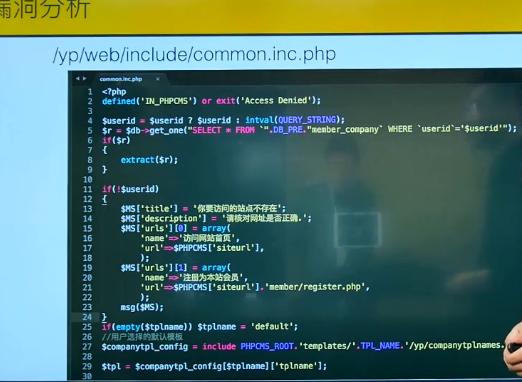 漏洞分析
/yp/web/include/common.inc.php
common.inc.php ×
1 <?php
2 defined('IN_PHPCMS') or exit('Access Denied');
3
4 $userid = $userid ? $userid : intval(QUERY_STRING);
5 $r = $db->get_one("SELECT * FROM `".DB_PRE."member_company` WHERE `userid`='$userid'");
6 if($r)
7 {
8 extract($r);
9 }
10
11 if(!$userid)
12 {
13 $MS['title'] = '你要访问的站点不存在';
14 $MS['description'] = '请核对网址是否正确.';
15 $MS['urls'][0] = array(
16 'name'=>'访问网站首页',
17 'url'=>$PHPCMS['siteurl'],
18 );
19 $MS['urls'][1] = array(
20 'name'=>'注册为本站会员',
21 'url'=>$PHPCMS['siteurl'].'member/register.php',
22 );
23 msg($MS);
24 }
25 if(empty($tplname)) $tplname = 'default';
26 //用户选择的默认模板
27 $companytpl_config = include PHPCMS_ROOT.'templates/'.TPL_NAME.'/yp/companytplnames.
28
29 $tpl = $companytpl_config[$tplname]['tplname'];
30